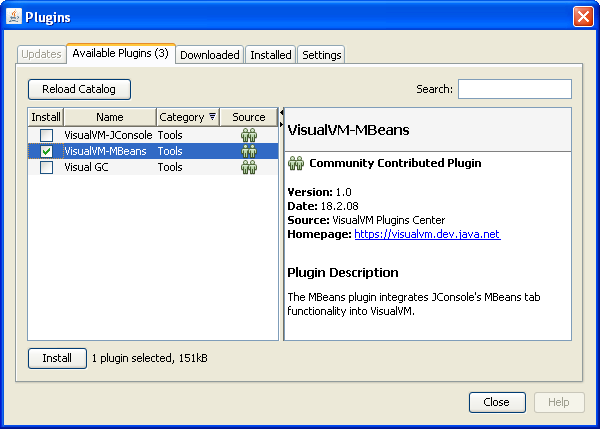 Plugins
Updates Available Plugins (3) Downloaded Installed Settings
Reload Catalog Search:
Install Name Category Source
VisualVM-JConsole Tools
VisualVM-MBeans Tools
Visual GC Tools
VisualVM-MBeans
Community Contributed Plugin
Version: 1.0
Date: 18.2.08
Source: VisualVM Plugins Center
Homepage: https://visualvm.dev.java.net
Plugin Description
The MBeans plugin integrates JConsole's MBeans tab
functionality into VisualVM.
Install 1 plugin selected, 151kB
Close Help